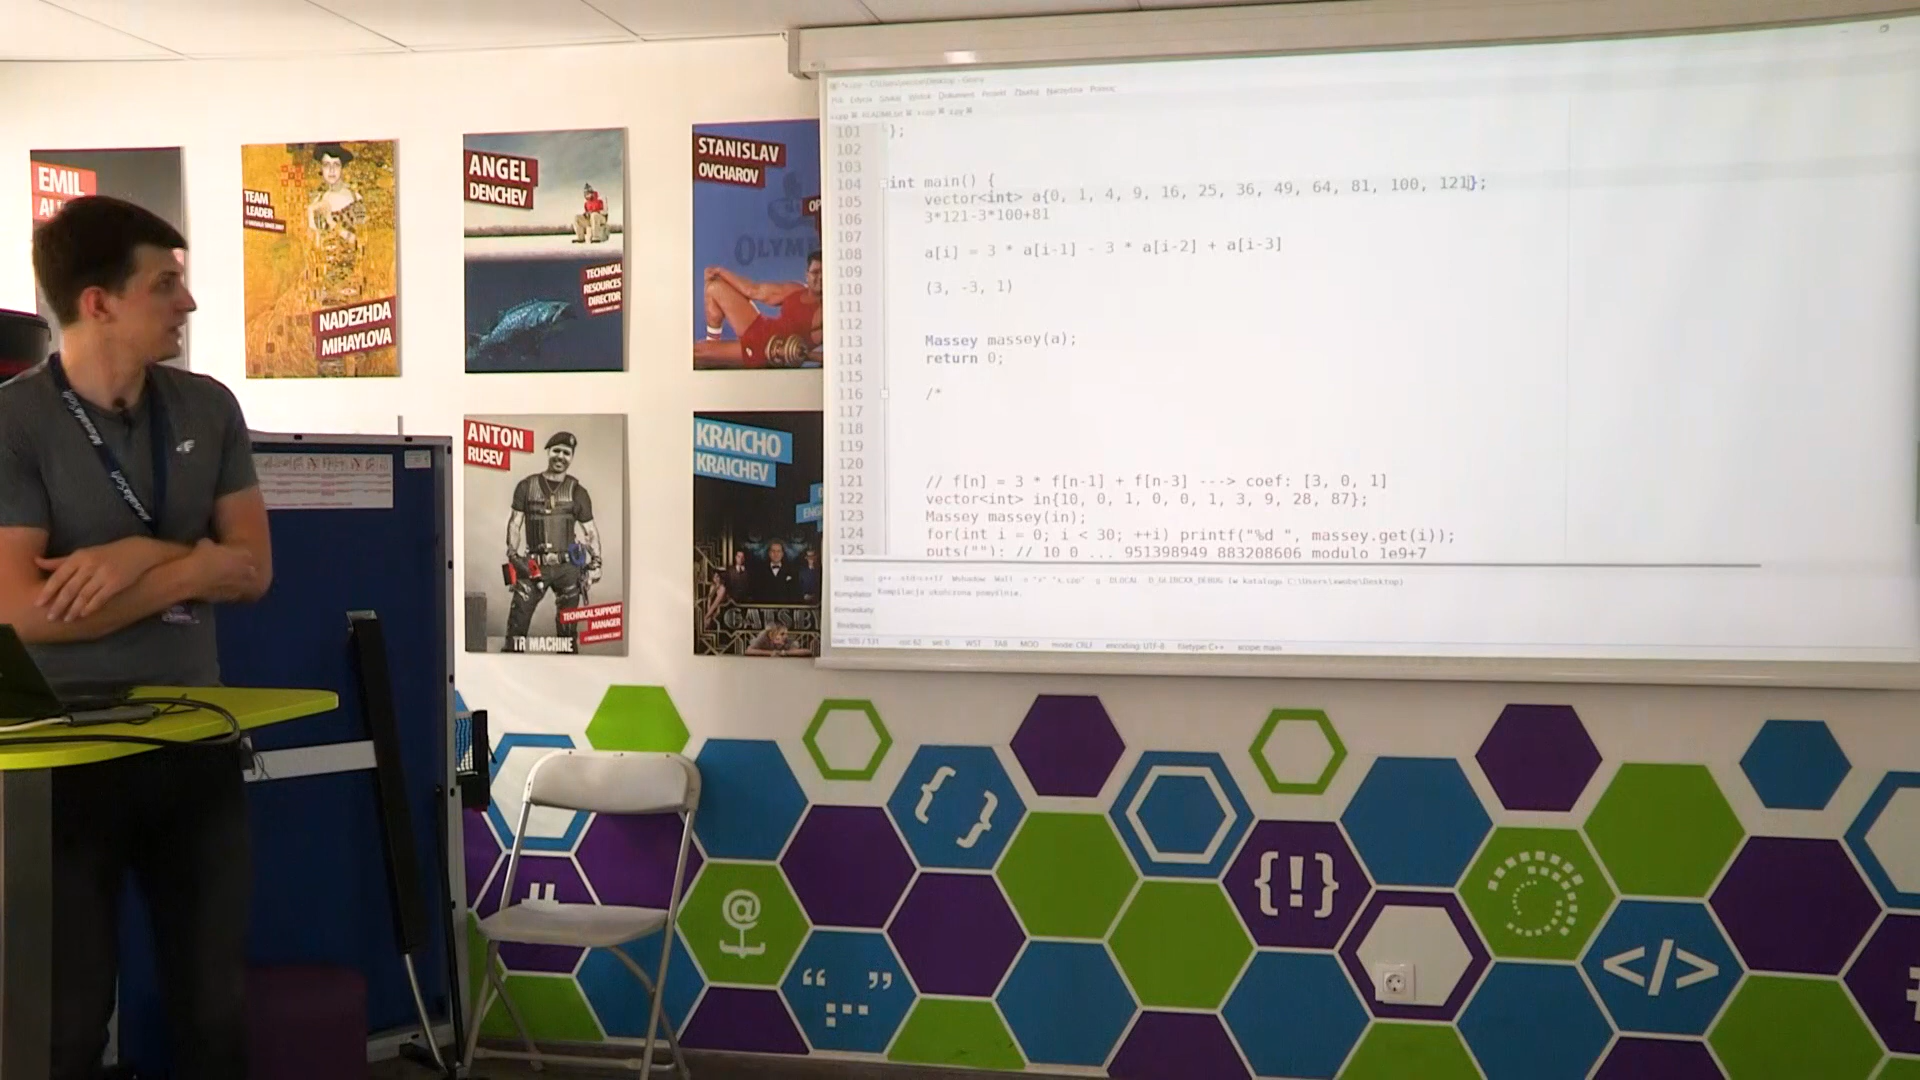 EMIL
TEAM
LEADER
NADEZHDA
MIHAYLOVA
ANGEL
DENCHEV
TECHNICAL
RESOURCES
DIRECTOR
STANISLAV
OVCHAROV
ANTON
RUSEV
TECHNICAL SUPPORT
MANAGER
TR MACHINE
KRAICHO
KRAICHEV
GATSBY
MusalaSoft
101 };
102
103
104 int main() {
105 vector<int> a{0, 1, 4, 9, 16, 25, 36, 49, 64, 81, 100, 121};
106 3*121-3*100+81
107
108 a[i] = 3 * a[i-1] - 3 * a[i-2] + a[i-3]
109
110 (3, -3, 1)
111
112
113 Massey massey(a);
114 return 0;
115
116 /*
117
118
119
120
121 // f[n] = 3 * f[n-1] + f[n-3] ---> coef: [3, 0, 1]
122 vector<int> in{10, 0, 1, 0, 0, 1, 3, 9, 28, 87};
123 Massey massey(in);
124 for(int i = 0; i < 30; ++i) printf("%d ", massey.get(i));
125 puts(""); // 10 0 ... 951398949 883208606 modulo 1e9+7
Kompilacja ukończona pomyślnie.
{ }
{!}
@
“ ”
</>
#